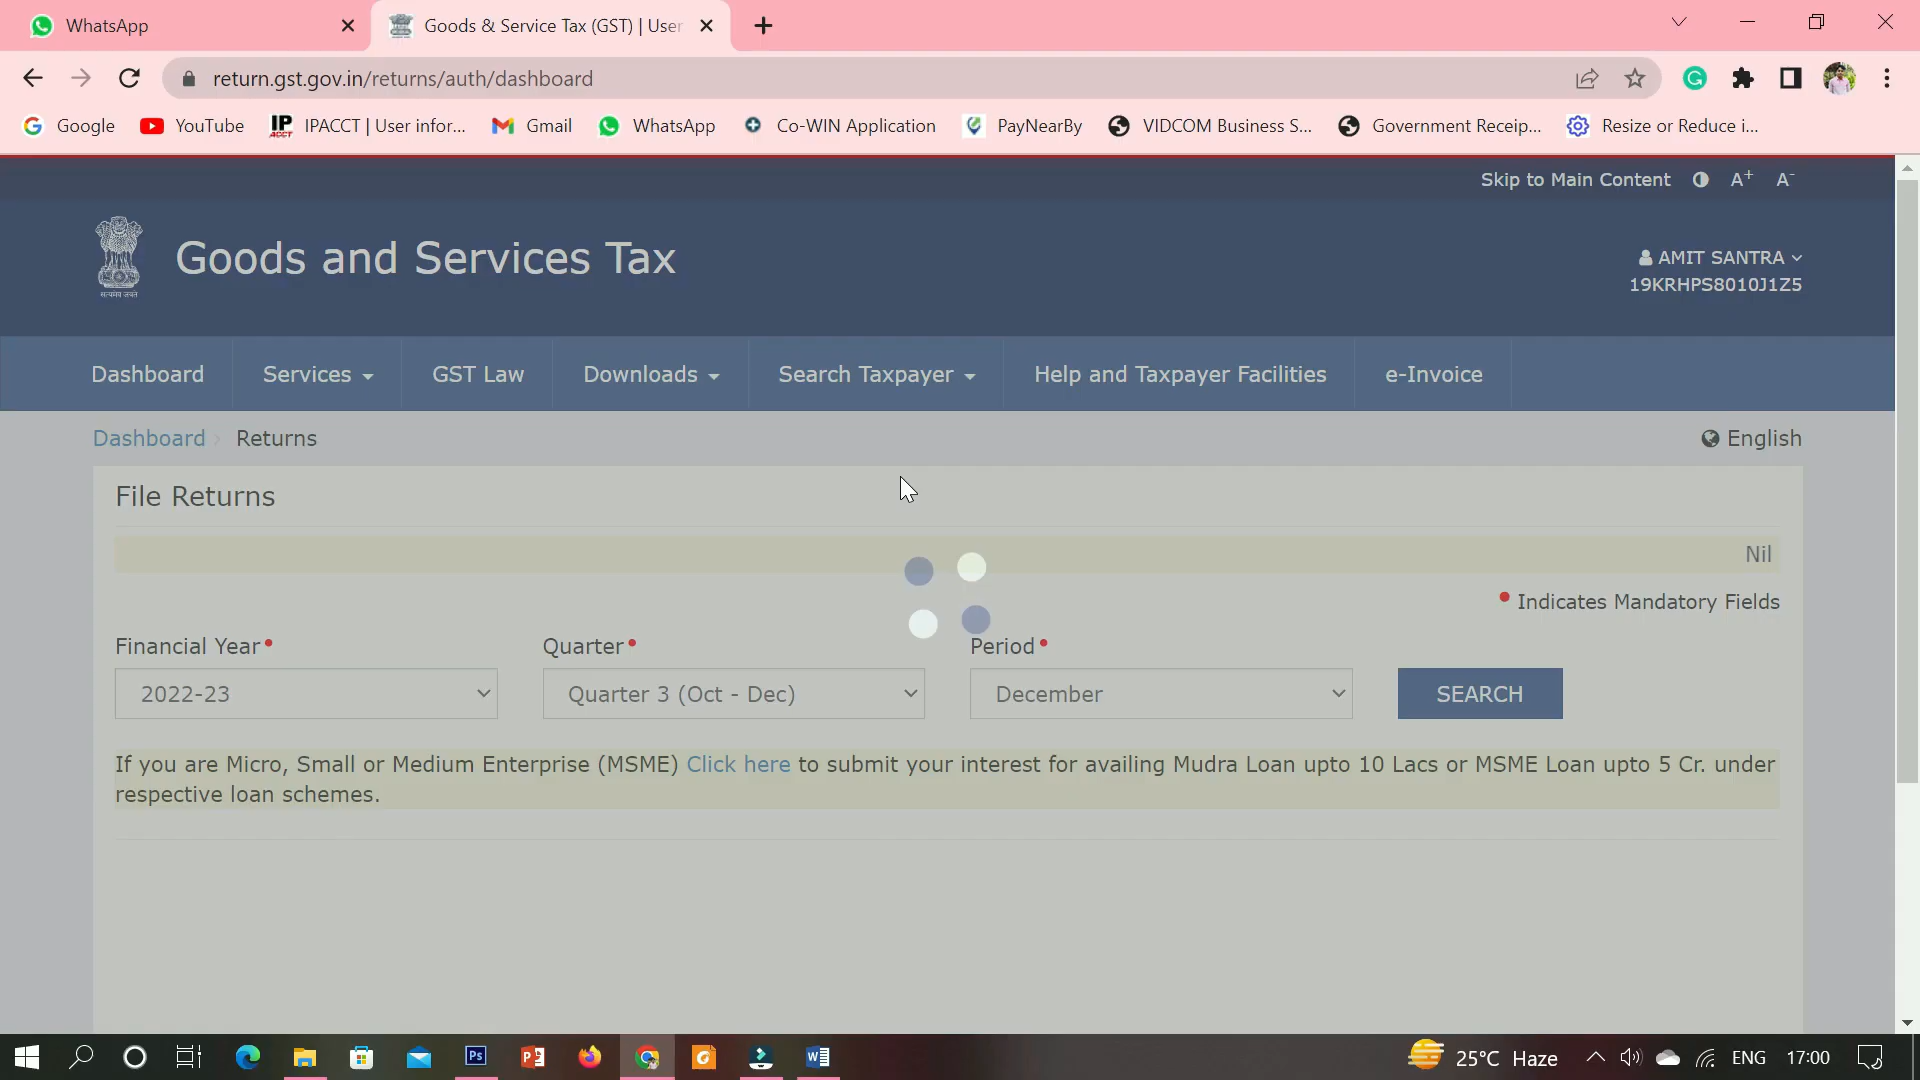 WhatsApp
Goods & Service Tax (GST) | User
return.gst.gov.in/returns/auth/dashboard
Google
YouTube
IPACCT | User infor...
Gmail
WhatsApp
Co-WIN Application
PayNearBy
VIDCOM Business S...
Government Receip...
Resize or Reduce i...
Skip to Main Content
A+
A-
सत्यमेव जयते
Goods and Services Tax
AMIT SANTRA
19KRHPS8010J1Z5
Dashboard
Services
GST Law
Downloads
Search Taxpayer
Help and Taxpayer Facilities
e-Invoice
Dashboard
Returns
English
File Returns
Nil
• Indicates Mandatory Fields
Financial Year•
Quarter•
Period•
2022-23
Quarter 3 (Oct - Dec)
December
SEARCH
If you are Micro, Small or Medium Enterprise (MSME) Click here to submit your interest for availing Mudra Loan upto 10 Lacs or MSME Loan upto 5 Cr. under
respective loan schemes.
25°C Haze
ENG
17:00